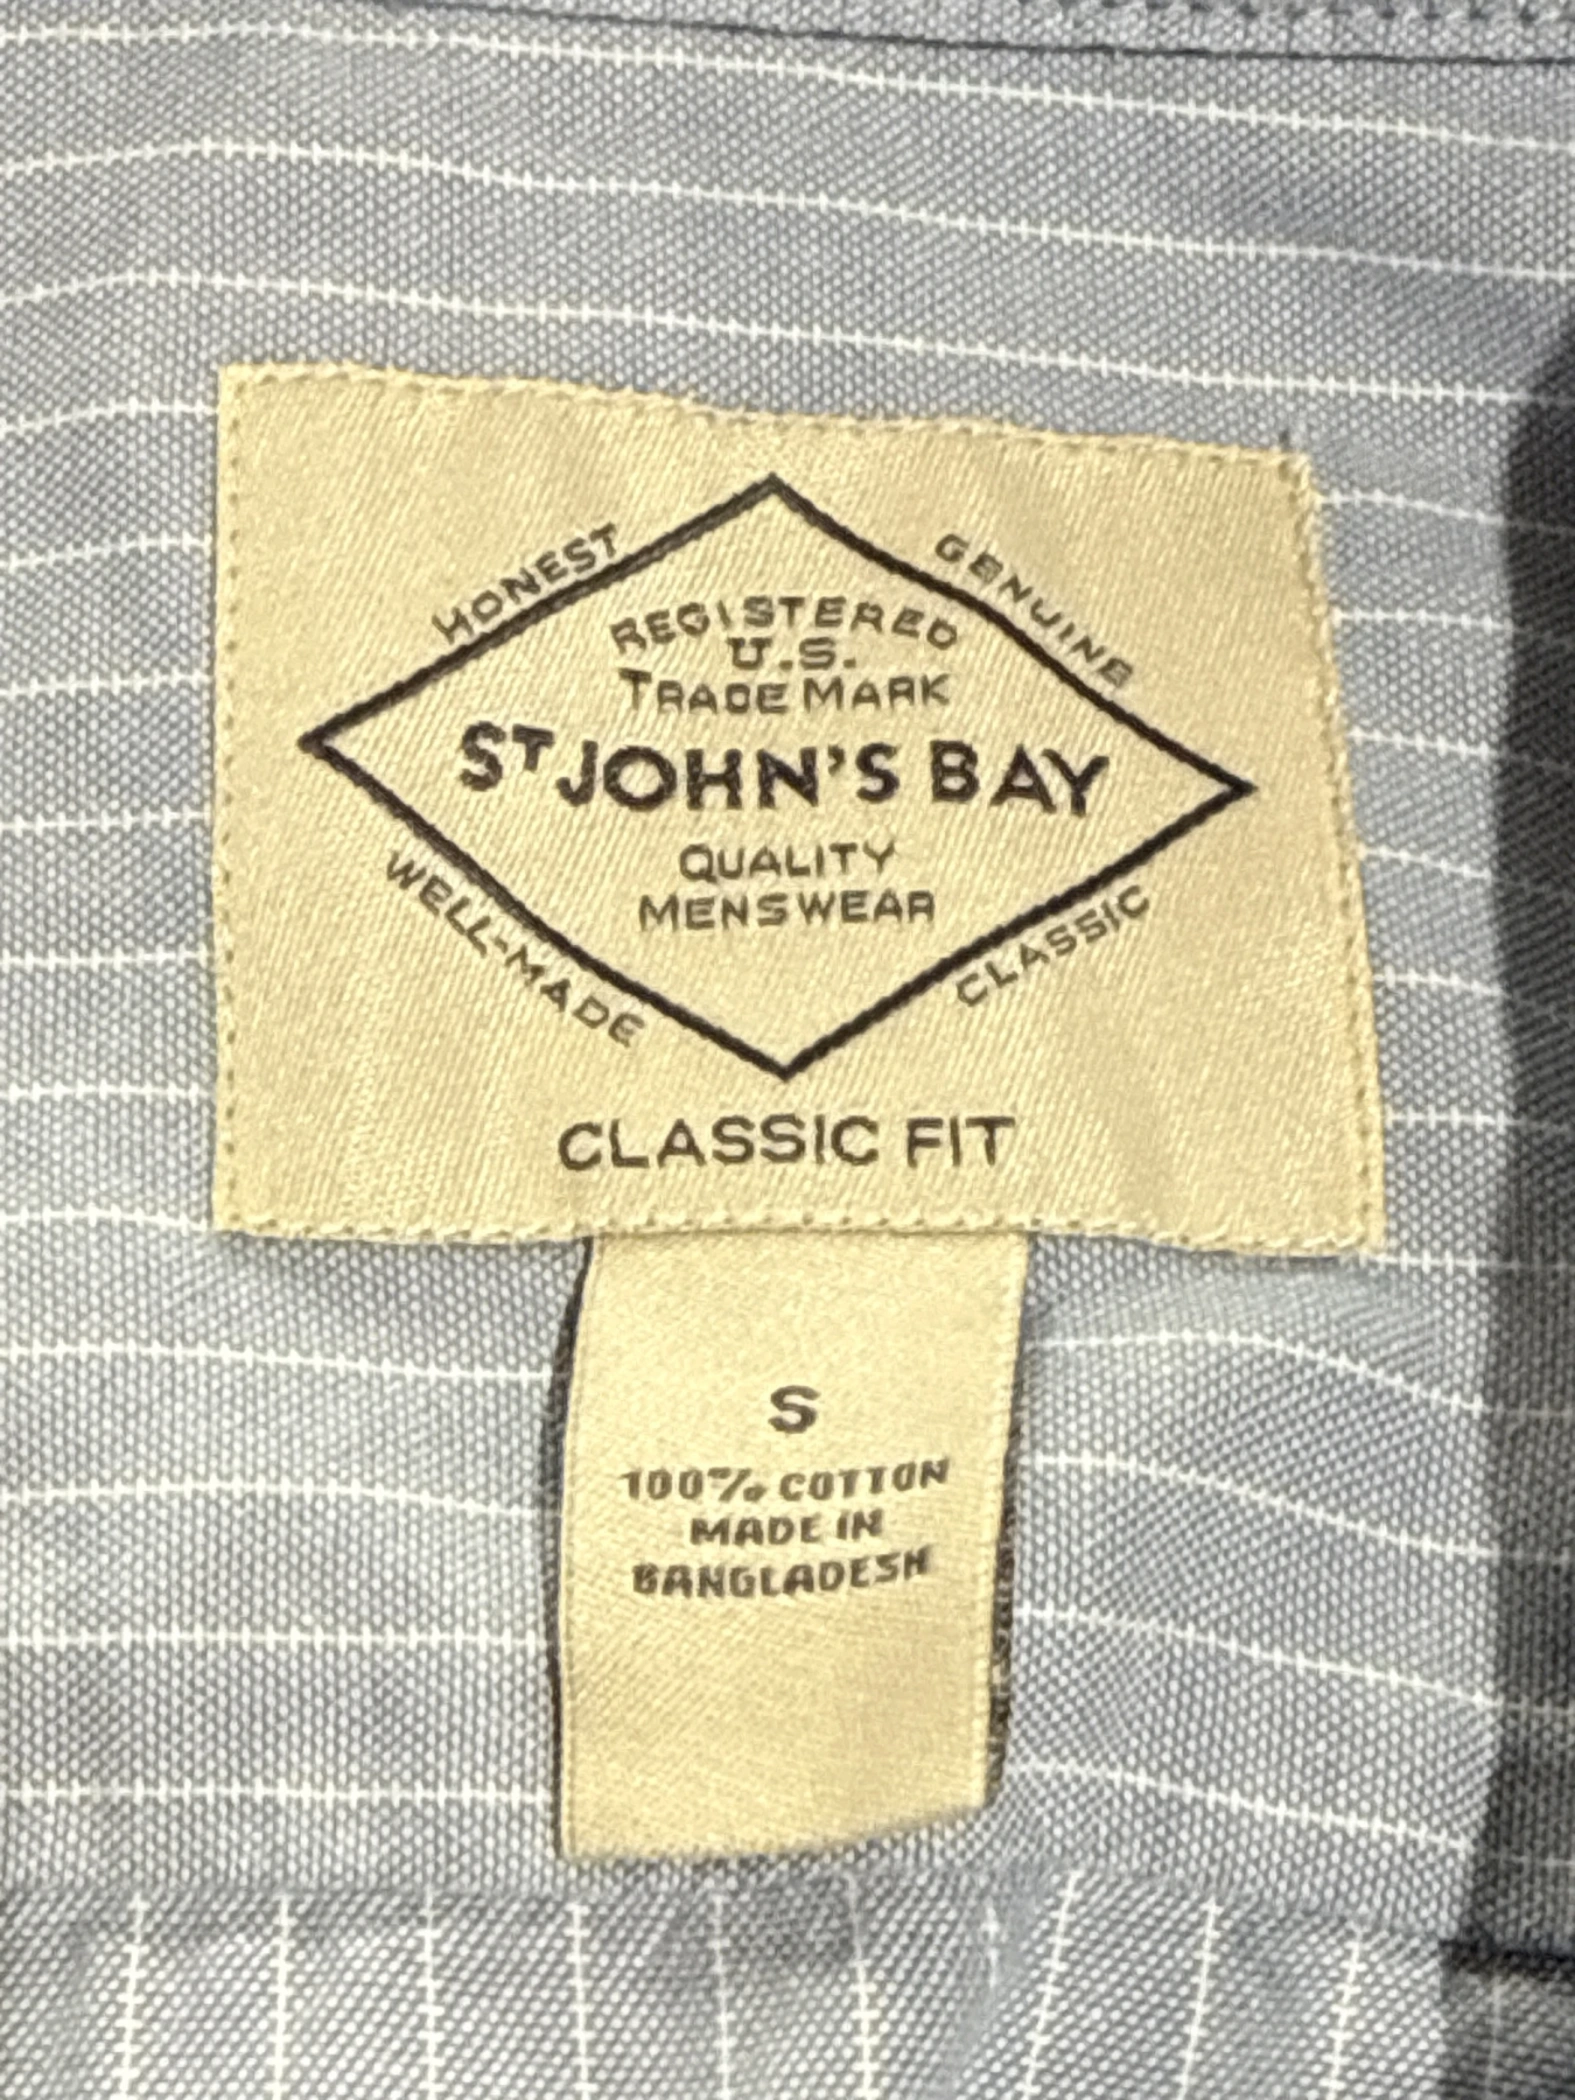 HONEST
GENUINE
REGISTERED
U.S.
TRADE MARK
ST JOHN'S BAY
QUALITY
MENSWEAR
WELL-MADE
CLASSIC
CLASSIC FIT
S
100% COTTON
MADE IN
BANGLADESH